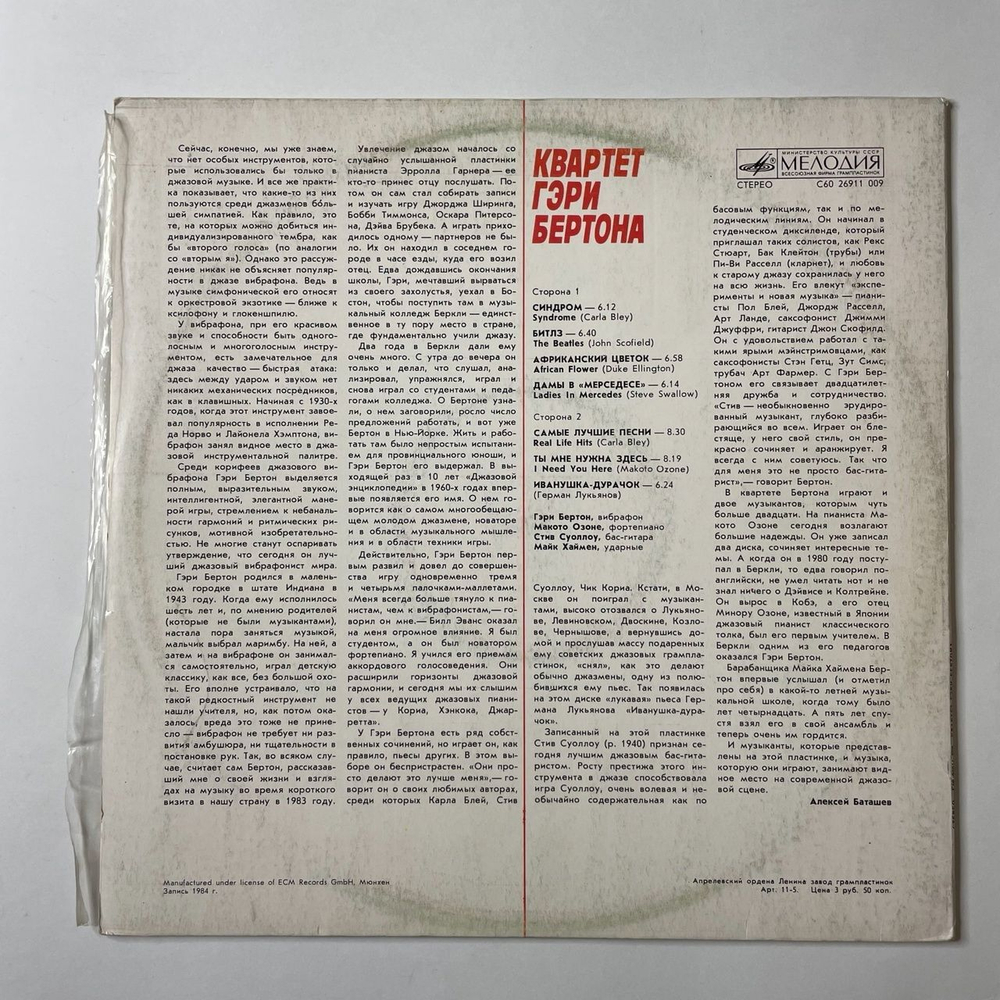 Сейчас, конечно, мы уже знаем,
что нет особых инструментов, кото-
рые использовались бы только в
джазовой музыке. И все же практи-
ка показывает, что какие-то из них
пользуются среди джазменов бо́ль-
шей симпатией. Как правило, это
те, на которых можно добиться ин-
дивидуализированного тембра, как
бы «второго голоса» (по аналогии
со «вторым я»). Однако это рассуж-
дение никак не объясняет популяр-
ности в джазе вибрафона. Ведь в
музыке симфонической его относят
к оркестровой экзотике — ближе к
ксилофону и глокеншпилю.
У вибрафона, при его красивом
звуке и способности быть одного-
лосным и многоголосным инстру-
ментом, есть замечательное для
джаза качество — быстрая атака:
здесь между ударом и звуком нет
никаких механических посредников,
как в клавишных. Начиная с 1930-х
годов, когда этот инструмент завое-
вал популярность в исполнении Ре-
да Норво и Лайонела Хэмптона, виб-
рафон занял видное место в джа-
зовой инструментальной палитре.
Среди корифеев джазового ви-
брафона Гэри Бертон выделяется
полным, выразительным звуком,
интеллигентной, элегантной мане-
рой игры, стремлением к небаналь-
ности гармоний и ритмических ри-
сунков, мотивной изобретательно-
стью. Не многие станут оспаривать
утверждение, что сегодня он луч-
ший джазовый вибрафонист мира.
Гэри Бертон родился в малень-
ком городке в штате Индиана в
1943 году. Когда ему исполнилось
шесть лет и, по мнению родителей
(которые не были музыкантами),
настала пора заняться музыкой,
мальчик выбрал маримбу. На ней, а
затем и на вибрафоне он занимал-
ся самостоятельно, играл детскую
классику, как все, без большой охо-
ты. Его вполне устраивало, что на
такой редкостный инструмент не
нашли учителя, но, как потом ока-
залось, вреда это тоже не принес-
ло — вибрафон не требует ни раз-
вития амбушюра, ни тщательности в
постановке рук. Так, во всяком слу-
чае, считает сам Бертон, рассказав-
ший мне о своей жизни и взгля-
дах на музыку во время короткого
визита в нашу страну в 1983 году.
Увлечение джазом началось со
случайно услышанной пластинки
пианиста Эрролла Гарнера — ее
кто-то принес отцу послушать. По-
том он сам стал собирать записи
и изучать игру Джорджа Ширинга,
Бобби Тиммонса, Оскара Питерсо-
на, Дэйва Брубека. А играть прихо-
дилось одному — партнеров не бы-
ло. Их он находил в соседнем го-
роде в часе езды, куда его возил
отец. Едва дождавшись окончания
школы, Гэри, мечтавший вырваться
из своего захолустья, уехал в Бо-
стон, чтобы поступить там в музы-
кальный колледж Беркли — единст-
венное в ту пору место в стране,
где фундаментально учили джазу.
Два года в Беркли дали ему
очень много. С утра до вечера он
только и делал, что слушал, ана-
лизировал, упражнялся, играл и
снова играл со студентами и педа-
гогами колледжа. О Бертоне узна-
ли, о нем заговорили, росло число
предложений работать, и вот уже
Бертон в Нью-Йорке. Жить и рабо-
тать там было непростым испытани-
ем для провинциального юноши, и
Гэри Бертон его выдержал. В вы-
ходящей раз в 10 лет «Джазовой
энциклопедии» в 1960-х годах впер-
вые появляется его имя. О нем го-
ворится как о самом многообещаю-
щем молодом джазмене, новаторе
и в области музыкального мышле-
ния и в области техники игры.
Действительно, Гэри Бертон пер-
вым развил и довел до совершен-
ства игру одновременно тремя
и четырьмя палочками-маллетами.
«Меня всегда больше тянуло к пиа-
нистам, чем к вибрафонистам,— го-
ворил он мне.— Билл Эванс оказал
на меня огромное влияние. Я был
студентом, а он был новатором
фортепиано. Я учился его приемам
аккордового голосоведения. Они
расширили горизонты джазовой
гармонии, и сегодня мы их слышим
у всех ведущих джазовых пиани-
стов — у Кориа, Хэнкока, Джар-
ретта».
У Гэри Бертона есть ряд собст-
венных сочинений, но играет он, как
правило, пьесы других. В этом вы-
боре он беспристрастен. «Они про-
сто делают это лучше меня»,— го-
ворит он о своих любимых авторах,
среди которых Карла Блей, Стив
КВАРТЕТ
ГЭРИ
БЕРТОНА
Сторона 1
СИНДРОМ — 6.12
Syndrome (Carla Bley)
БИТЛЗ — 6.40
The Beatles (John Scofield)
АФРИКАНСКИЙ ЦВЕТОК — 6.58
African Flower (Duke Ellington)
ДАМЫ В «МЕРСЕДЕСЕ» — 6.14
Ladies In Mercedes (Steve Swallow)
Сторона 2
САМЫЕ ЛУЧШИЕ ПЕСНИ — 8.30
Real Life Hits (Carla Bley)
ТЫ МНЕ НУЖНА ЗДЕСЬ — 8.19
I Need You Here (Makoto Ozone)
ИВАНУШКА-ДУРАЧОК — 6.24
(Герман Лукьянов)
Гэри Бертон, вибрафон
Макото Озоне, фортепиано
Стив Суоллоу, бас-гитара
Майк Хаймен, ударные
Суоллоу, Чик Кориа. Кстати, в Мо-
скве он поиграл с музыкан-
тами, высоко отозвался о Лукьяно-
ве, Левиновском, Двоскине, Козло-
ве, Чернышове, а вернувшись до-
мой и прослушав массу подаренных
ему советских джазовых грампла-
стинок, «снял», как это делают
обычно джазмены, одну из полю-
бившихся ему пьес. Так появилась
на этом диске «лукавая» пьеса Гер-
мана Лукьянова «Иванушка-дура-
чок».
Записанный на этой пластинке
Стив Суоллоу (р. 1940) признан се-
годня лучшим джазовым бас-гита-
ристом. Росту престижа этого ин-
струмента в джазе способствовала
игра Суоллоу, очень волевая и не-
обычайно содержательная как по
МИНИСТЕРСТВО КУЛЬТУРЫ СССР
МЕЛОДИЯ
ВСЕСОЮЗНАЯ ФИРМА ГРАМПЛАСТИНОК
СТЕРЕО С60 26911 009
басовым функциям, так и по ме-
лодическим линиям. Он начинал в
студенческом диксиленде, который
приглашал таких солистов, как Рекс
Стюарт, Бак Клейтон (трубы) или
Пи-Ви Расселл (кларнет), и любовь
к старому джазу сохранилась у него
на всю жизнь. Его влекут «экспе-
рименты и новая музыка» — пиани-
сты Пол Блей, Джордж Расселл,
Арт Ланде, саксофонист Джимми
Джуффри, гитарист Джон Скофилд.
Он с удовольствием работал с та-
кими ярыми мэйнстримовцами, как
саксофонисты Стэн Гетц, Зут Симс,
трубач Арт Фармер. С Гэри Бер-
тоном его связывает двадцатилет-
няя дружба и сотрудничество.
«Стив — необыкновенно эрудиро-
ванный музыкант, глубоко разби-
рающийся во всем. Играет он бле-
стяще, у него свой стиль, он пре-
красно сочиняет и аранжирует. Я
всегда с ним советуюсь. Так что
для меня это не просто бас-гита-
рист»,— говорит Бертон.
В квартете Бертона играют и
двое музыкантов, которым чуть
больше двадцати. На пианиста Ма-
кото Озоне сегодня возлагают
большие надежды. Он уже записал
два диска, сочиняет интересные те-
мы. А когда он в 1980 году посту-
пал в Беркли, то едва говорил по-
английски, не умел читать нот и не
знал ничего о Дэйвисе и Колтрейне.
Он вырос в Кобэ, а его отец
Минору Озоне, известный в Японии
джазовый пианист классического
толка, был его первым учителем. В
Беркли одним из его педагогов
оказался Гэри Бертон.
Барабанщика Майка Хаймена Бер-
тон впервые услышал (и отметил
про себя) в какой-то летней музы-
кальной школе, когда тому было
лет четырнадцать. А пять лет спу-
стя взял его в свой ансамбль и
теперь очень им гордится.
И музыканты, которые представ-
лены на этой пластинке, и музыка,
которую они играют, занимают вид-
ное место на современной джазо-
вой сцене.
Алексей Баташев
Manufactured under license of ECM Records GmbH, Мюнхен
Запись 1984 г.
Апрелевский ордена Ленина завод грампластинок
Арт. 11-5. Цена 3 руб. 50 коп.